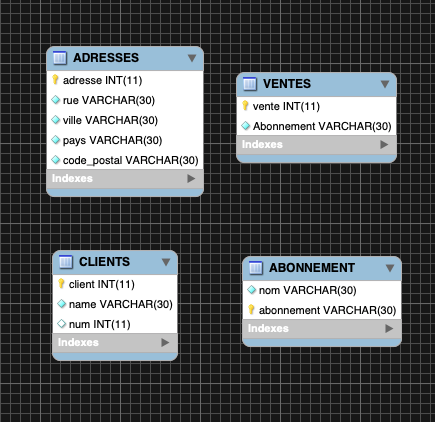 ADRESSES
adresse INT(11)
rue VARCHAR(30)
ville VARCHAR(30)
pays VARCHAR(30)
code_postal VARCHAR(30)
Indexes
VENTES
vente INT(11)
Abonnement VARCHAR(30)
Indexes
CLIENTS
client INT(11)
name VARCHAR(30)
num INT(11)
Indexes
ABONNEMENT
nom VARCHAR(30)
abonnement VARCHAR(30)
Indexes